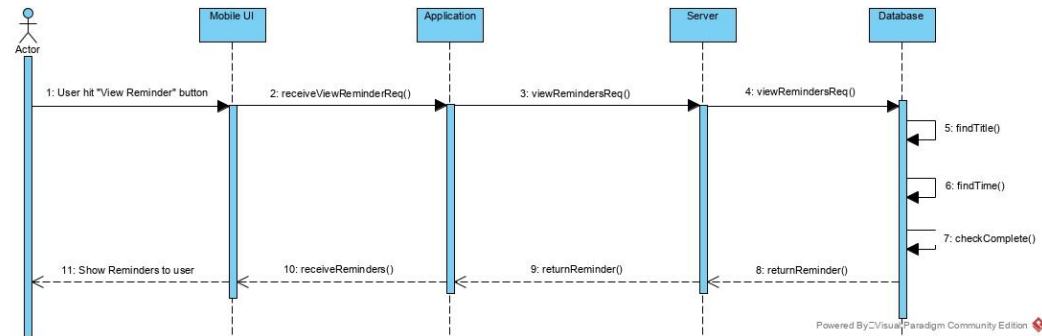 Mobile UI
Application
Server
Database
Actor
1: User hit "View Reminder" button
2: receiveViewReminderReq()
3: viewRemindersReq()
4: viewRemindersReq()
5: findTitle()
6: findTime()
7: checkComplete()
8: returnReminder()
9: returnReminder()
10: receiveReminders()
11: Show Reminders to user
Powered By Visual Paradigm Community Edition